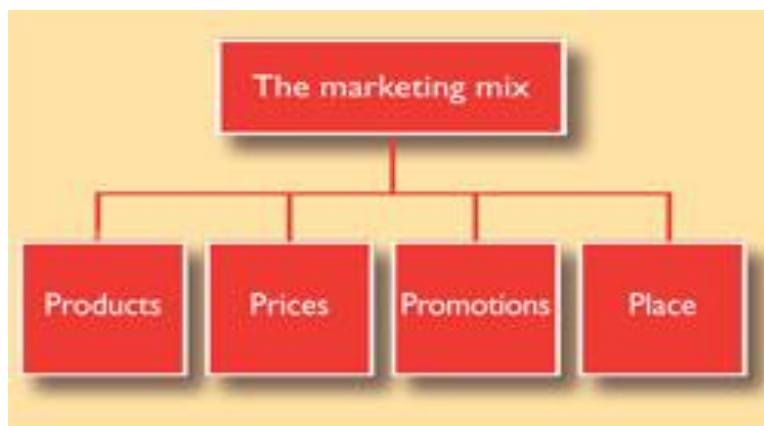 The marketing mix
Products
Prices
Promotions
Place